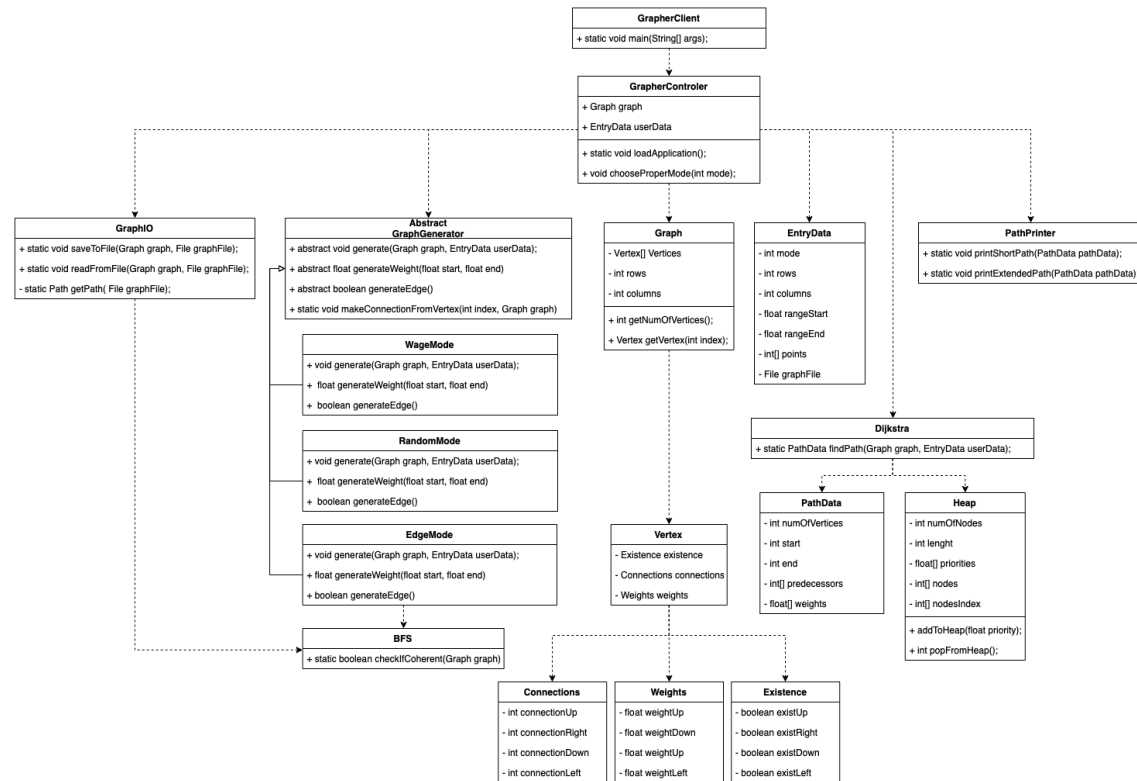 GrapherClient
+ static void main(String[] args);
GrapherControler
+ Graph graph
+ EntryData userData
+ static void loadApplication();
+ void chooseProperMode(int mode);
GraphIO
+ static void saveToFile(Graph graph, File graphFile);
+ static void readFromFile(Graph graph, File graphFile);
- static Path getPath( File graphFile);
Abstract
GraphGenerator
+ abstract void generate(Graph graph, EntryData userData);
+ abstract float generateWeight(float start, float end)
+ abstract boolean generateEdge()
+ static void makeConnectionFromVertex(int index, Graph graph)
Graph
- Vertex[] Vertices
- int rows
- int columns
+ int getNumOfVertices();
+ Vertex getVertex(int index);
EntryData
- int mode
- int rows
- int columns
- float rangeStart
- float rangeEnd
- int[] points
- File graphFile
PathPrinter
+ static void printShortPath(PathData pathData);
+ static void printExtendedPath(PathData pathData)
WageMode
+ void generate(Graph graph, EntryData userData);
+ float generateWeight(float start, float end)
+ boolean generateEdge()
RandomMode
+ void generate(Graph graph, EntryData userData);
+ float generateWeight(float start, float end)
+ boolean generateEdge()
EdgeMode
+ void generate(Graph graph, EntryData userData);
+ float generateWeight(float start, float end)
+ boolean generateEdge()
BFS
+ static boolean checkIfCoherent(Graph graph)
Dijkstra
+ static PathData findPath(Graph graph, EntryData userData);
PathData
- int numOfVertices
- int start
- int end
- int[] predecessors
- float[] weights
Heap
- int numOfNodes
- int lenght
- float[] priorities
- int[] nodes
- int[] nodesIndex
+ addToHeap(float priority);
+ int popFromHeap();
Vertex
- Existence existence
- Connections connections
- Weights weights
Connections
- int connectionUp
- int connectionRight
- int connectionDown
- int connectionLeft
Weights
- float weightUp
- float weightDown
- float weightUp
- float weightLeft
Existence
- boolean existUp
- boolean existRight
- boolean existDown
- boolean existLeft